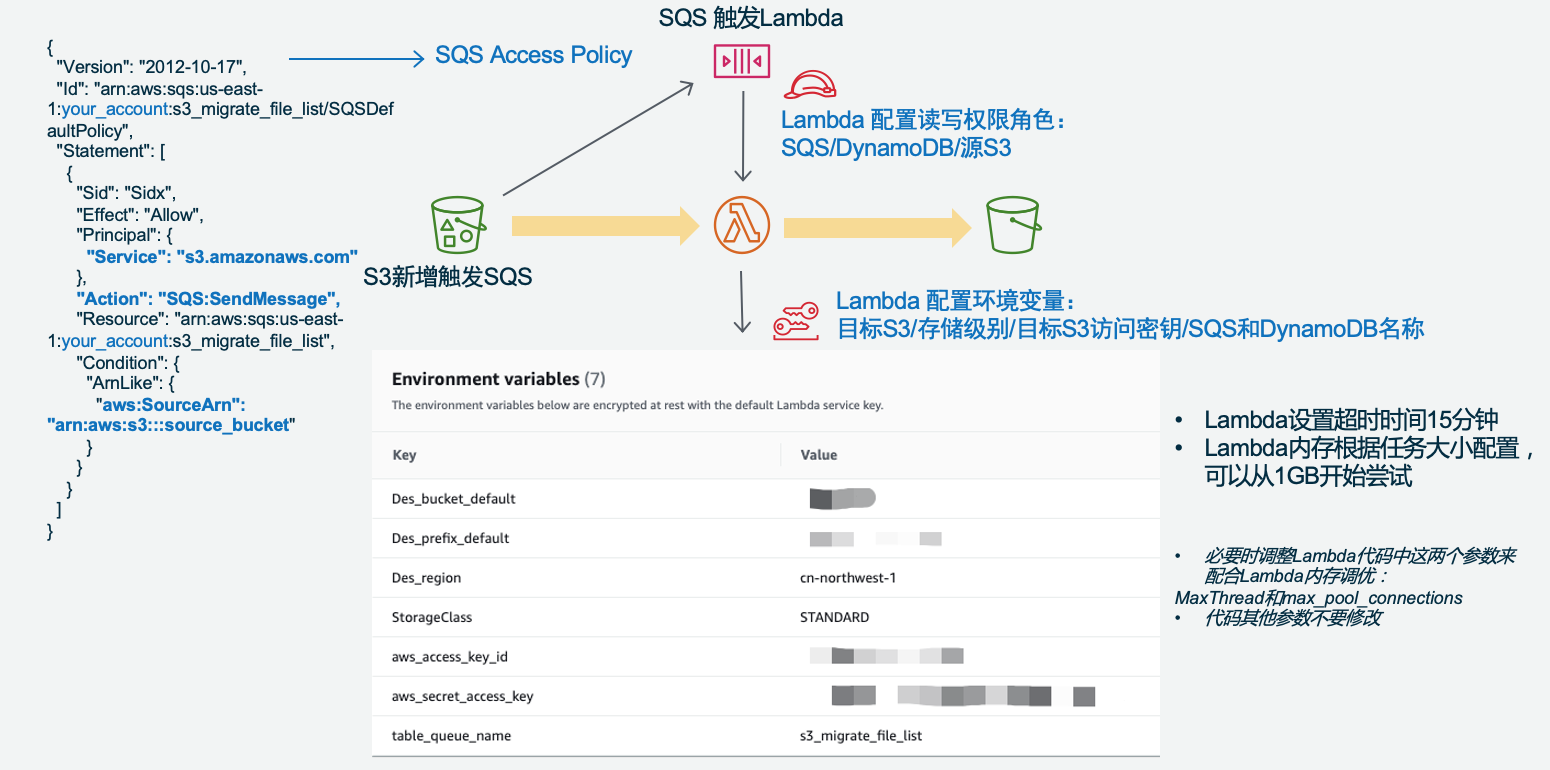 SQS 触发Lambda
{
"Version": "2012-10-17",
"Id": "arn:aws:sqs:us-east-
1:your_account:s3_migrate_file_list/SQSDef
aultPolicy",
"Statement": [
{
"Sid": "Sidx",
"Effect": "Allow",
"Principal": {
"Service": "s3.amazonaws.com"
},
"Action": "SQS:SendMessage",
"Resource": "arn:aws:sqs:us-east-
1:your_account:s3_migrate_file_list",
"Condition": {
"ArnLike": {
"aws:SourceArn":
"arn:aws:s3:::source_bucket"
}
}
}
]
}
SQS Access Policy
Lambda 配置读写权限角色：
SQS/DynamoDB/源S3
S3新增触发SQS
Lambda 配置环境变量：
目标S3/存储级别/目标S3访问密钥/SQS和DynamoDB名称
Environment variables (7)
The environment variables below are encrypted at rest with the default Lambda service key.
Key Value
Des_bucket_default
Des_prefix_default
Des_region cn-northwest-1
StorageClass STANDARD
aws_access_key_id
aws_secret_access_key
table_queue_name s3_migrate_file_list
• Lambda设置超时时间15分钟
• Lambda内存根据任务大小配置，
可以从1GB开始尝试
• 必要时调整Lambda代码中这两个参数来
配合Lambda内存调优：
MaxThread和max_pool_connections
• 代码其他参数不要修改